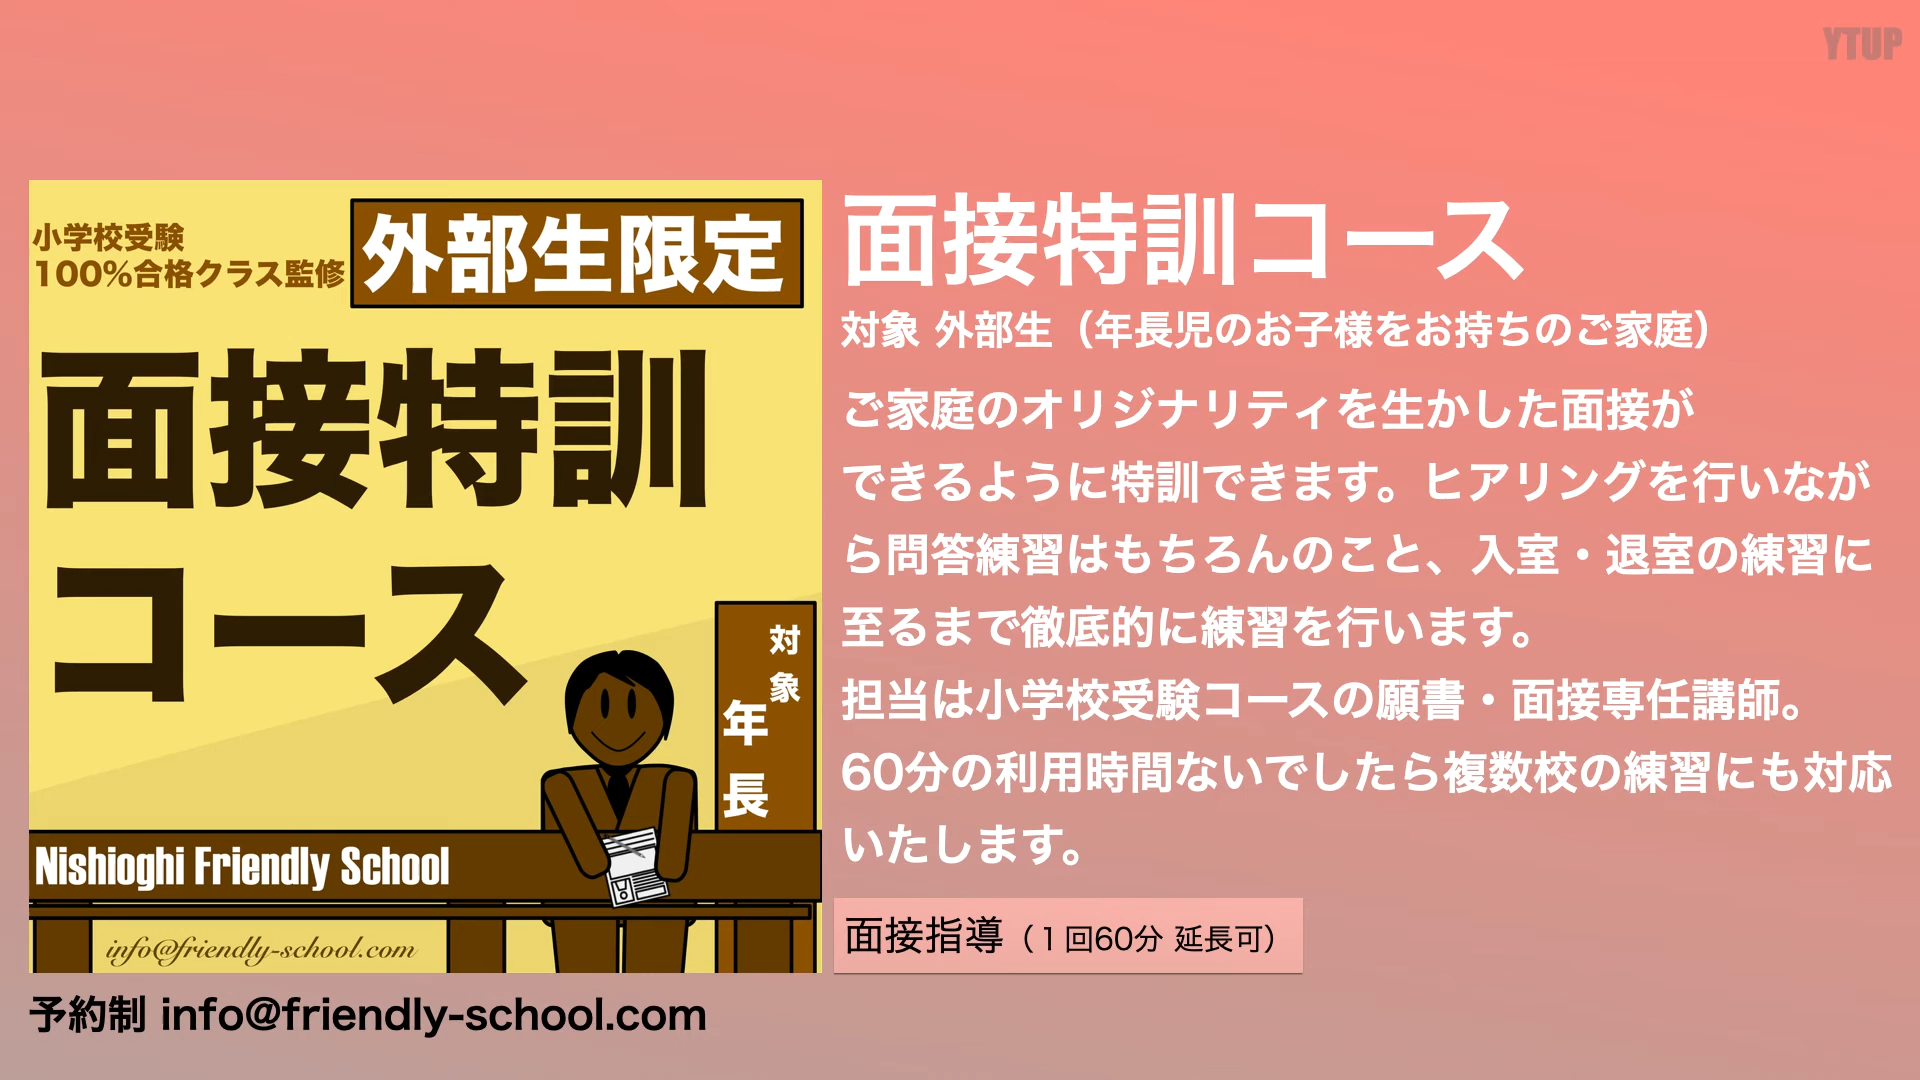 YTUP
小学校受験
100%合格クラス監修
外部生限定
面接特訓
コース
対象
年長
Nishioghi Friendly School
info@friendly-school.com
予約制 info@friendly-school.com
面接特訓コース
対象 外部生（年長児のお子様をお持ちのご家庭）
ご家庭のオリジナリティを生かした面接が
できるように特訓できます。ヒアリングを行いなが
ら問答練習はもちろんのこと、入室・退室の練習に
至るまで徹底的に練習を行います。
担当は小学校受験コースの願書・面接専任講師。
60分の利用時間ないでしたら複数校の練習にも対応
いたします。
面接指導（１回60分 延長可）